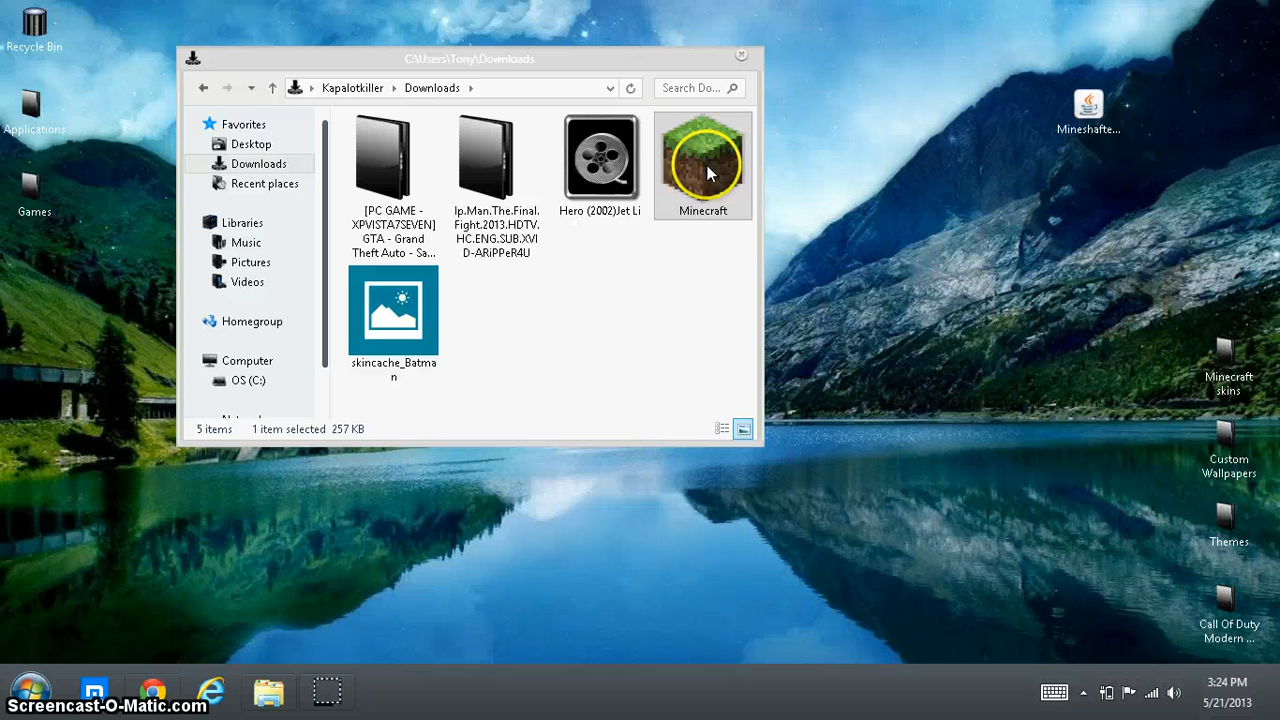 Recycle Bin
Applications
Games
C:\Users\Tony\Downloads
Kapalotkiller
Downloads
Search Do...
Favorites
Desktop
Downloads
Recent places
Libraries
Music
Pictures
Videos
Homegroup
Computer
OS (C:)
[PC GAME -
XPVISTA7SEVEN]
GTA - Grand
Theft Auto - Sa...
Ip.Man.The.Final.
Fight.2013.HDTV.
HC.ENG.SUB.XVI
D-ARiPPeR4U
Hero (2002)Jet Li
Minecraft
skincache_Batma
n
5 items 1 item selected 257 KB
Mineshafte...
Minecraft
skins
Custom
Wallpapers
Themes
Call Of Duty
Modern ...
3:24 PM
5/21/2013
Screencast-O-Matic.com